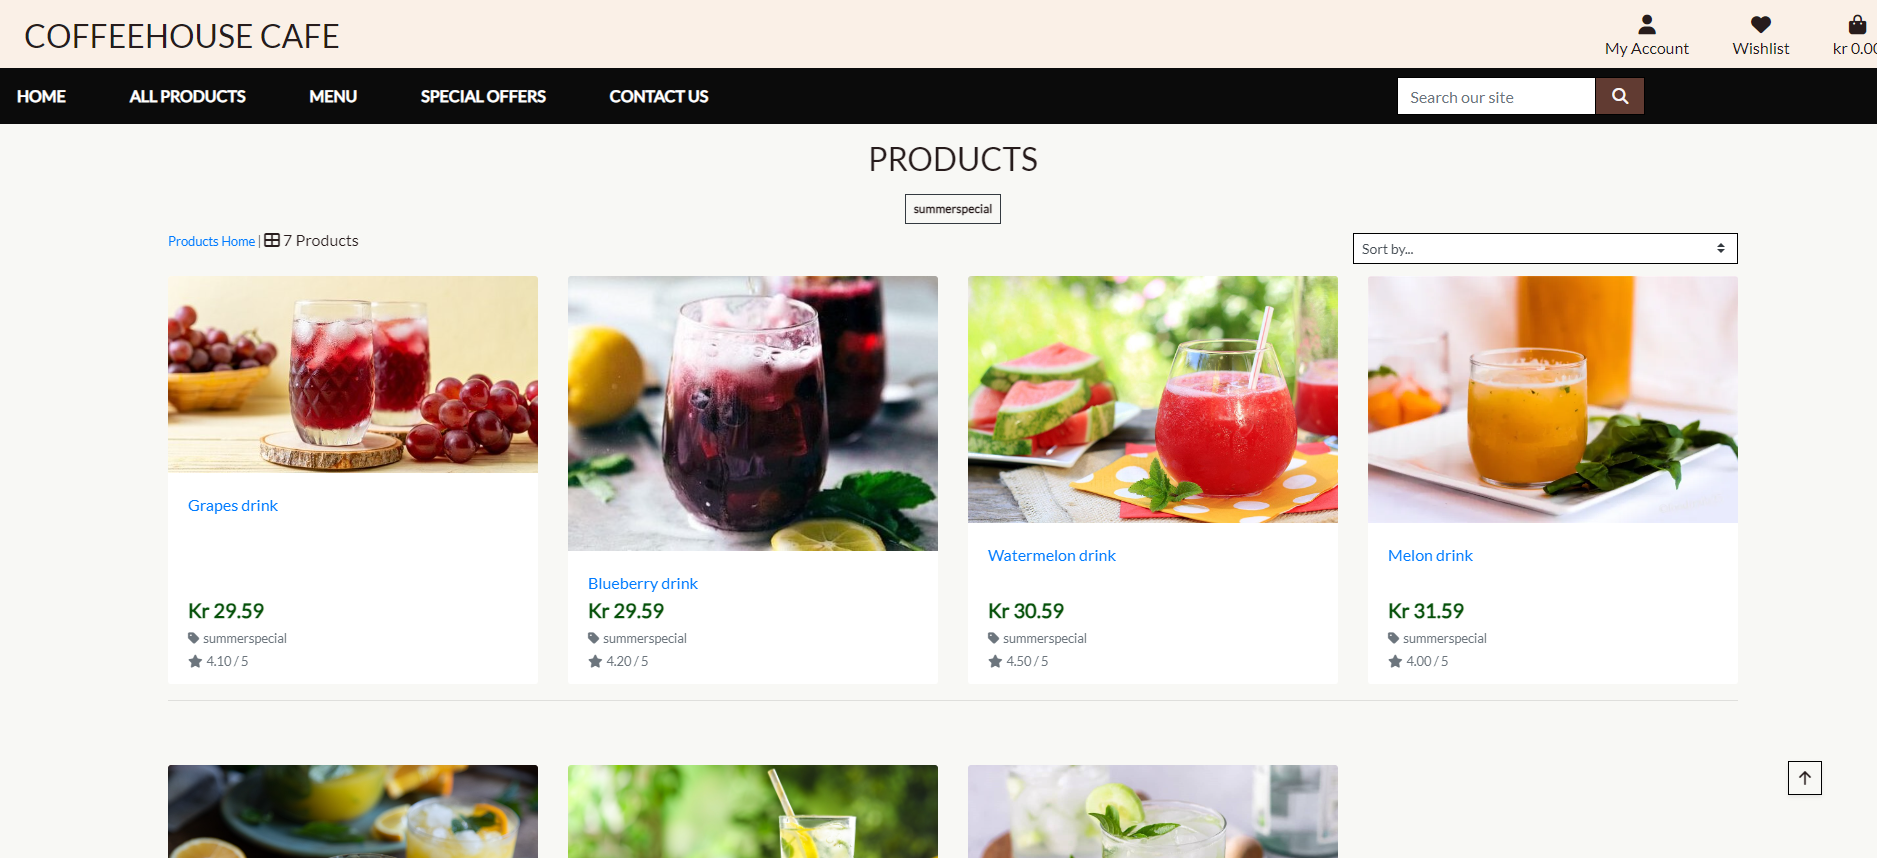 COFFEEHOUSE CAFE
My Account
Wishlist
kr 0.00
HOME
ALL PRODUCTS
MENU
SPECIAL OFFERS
CONTACT US
Search our site
PRODUCTS
summerspecial
Products Home | 7 Products
Sort by...
Grapes drink
Kr 29.59
summerspecial
4.10 / 5
Blueberry drink
Kr 29.59
summerspecial
4.20 / 5
Watermelon drink
Kr 30.59
summerspecial
4.50 / 5
Melon drink
Kr 31.59
summerspecial
4.00 / 5